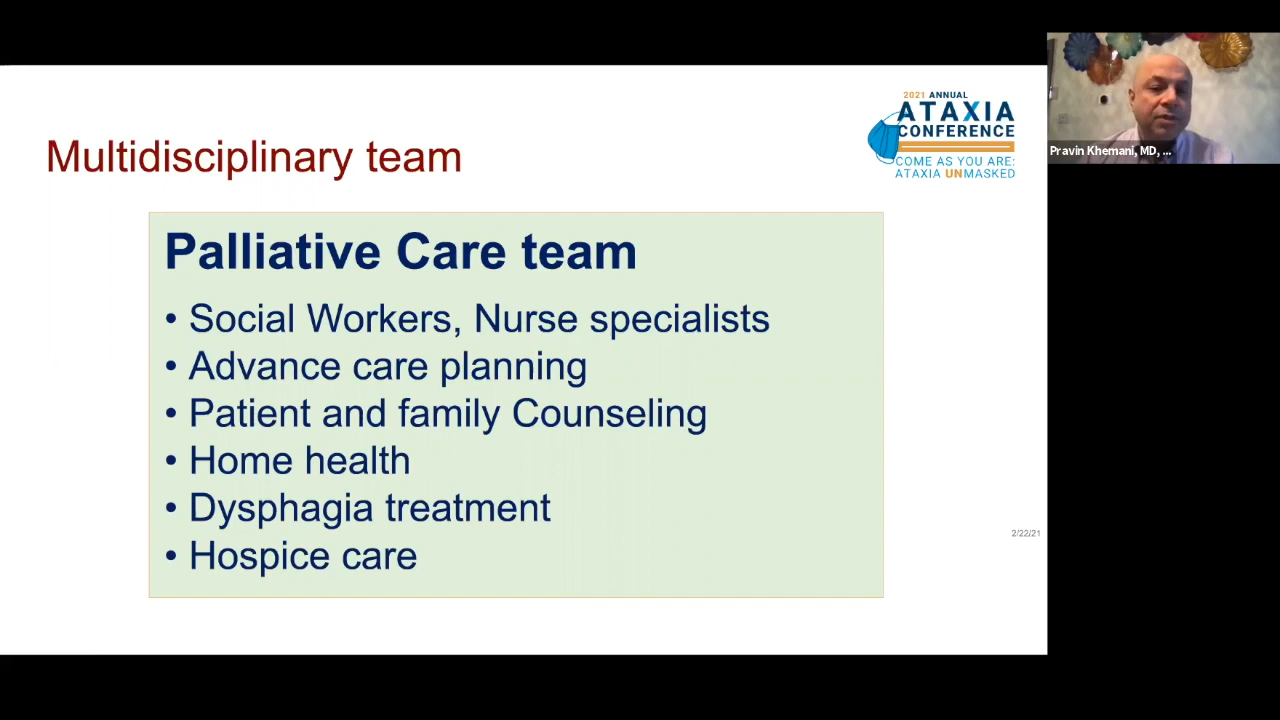 2021 ANNUAL
ATAXIA
CONFERENCE
COME AS YOU ARE:
ATAXIA UNMASKED
Pravin Khemani, MD, ...
Multidisciplinary team
Palliative Care team
• Social Workers, Nurse specialists
• Advance care planning
• Patient and family Counseling
• Home health
• Dysphagia treatment
• Hospice care
2/22/21